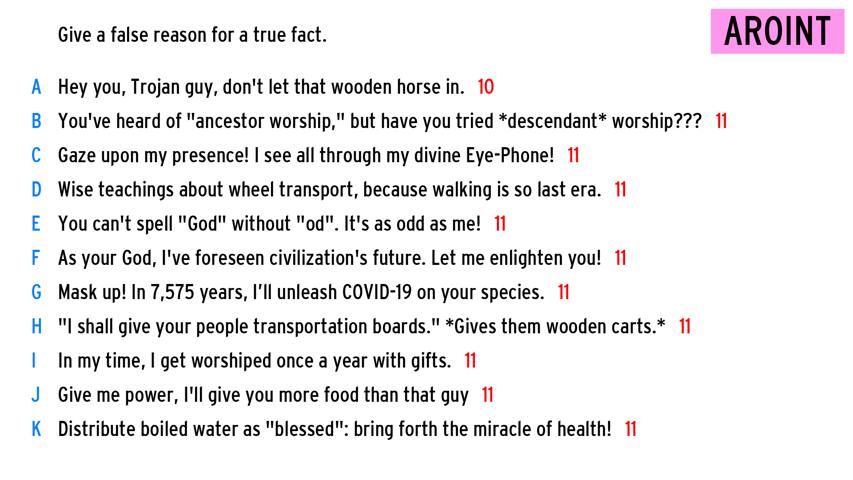 Give a false reason for a true fact.
AROINT
A Hey you, Trojan guy, don't let that wooden horse in. 10
B You've heard of "ancestor worship," but have you tried *descendant* worship??? 11
C Gaze upon my presence! I see all through my divine Eye-Phone! 11
D Wise teachings about wheel transport, because walking is so last era. 11
E You can't spell "God" without "od". It's as odd as me! 11
F As your God, I've foreseen civilization's future. Let me enlighten you! 11
G Mask up! In 7,575 years, I’ll unleash COVID-19 on your species. 11
H "I shall give your people transportation boards." *Gives them wooden carts.* 11
I In my time, I get worshiped once a year with gifts. 11
J Give me power, I'll give you more food than that guy 11
K Distribute boiled water as "blessed": bring forth the miracle of health! 11